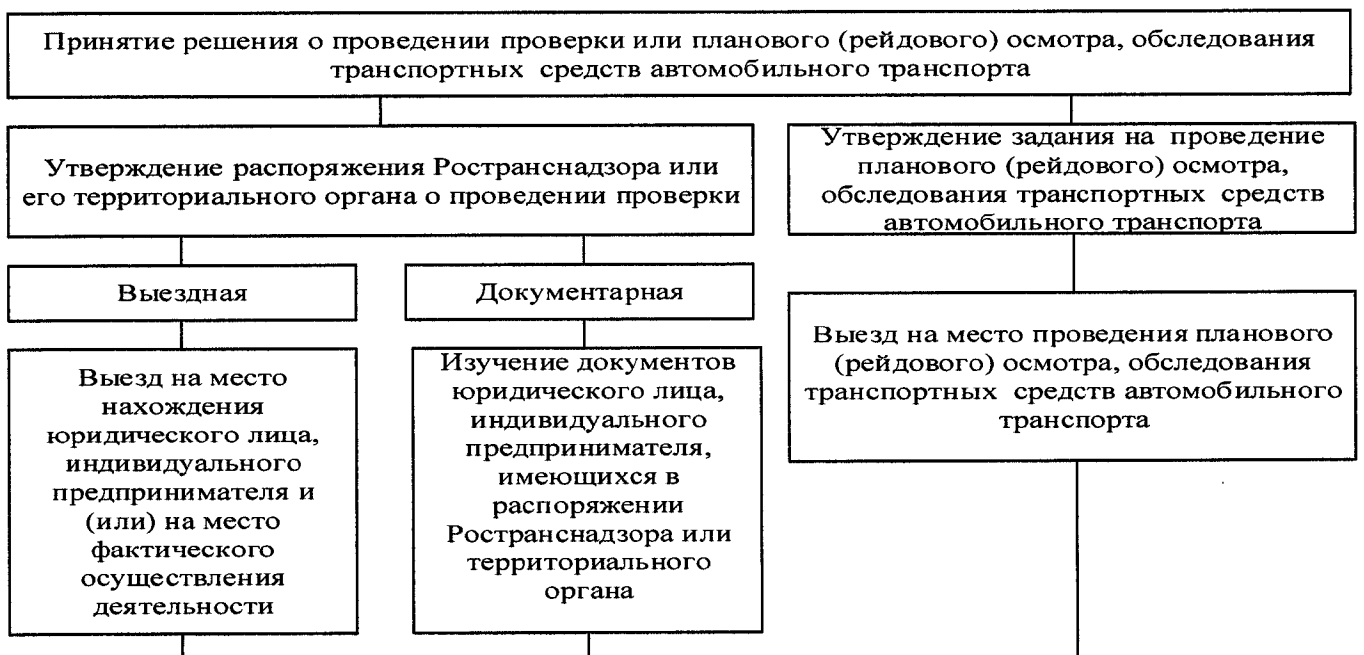 Принятие решения о проведении проверки или планового (рейдового) осмотра, обследования
транспортных средств автомобильного транспорта
Утверждение распоряжения Ространснадзора или
его территориального органа о проведении проверки
Утверждение задания на проведение
планового (рейдового) осмотра,
обследования транспортных средств
автомобильного транспорта
Выездная
Документарная
Выезд на место
нахождения
юридического лица,
индивидуального
предпринимателя и
(или) на место
фактического
осуществления
деятельности
Изучение документов
юридического лица,
индивидуального
предпринимателя,
имеющихся в
распоряжении
Ространснадзора или
территориального
органа
Выезд на место проведения планового
(рейдового) осмотра, обследования
транспортных средств автомобильного
транспорта